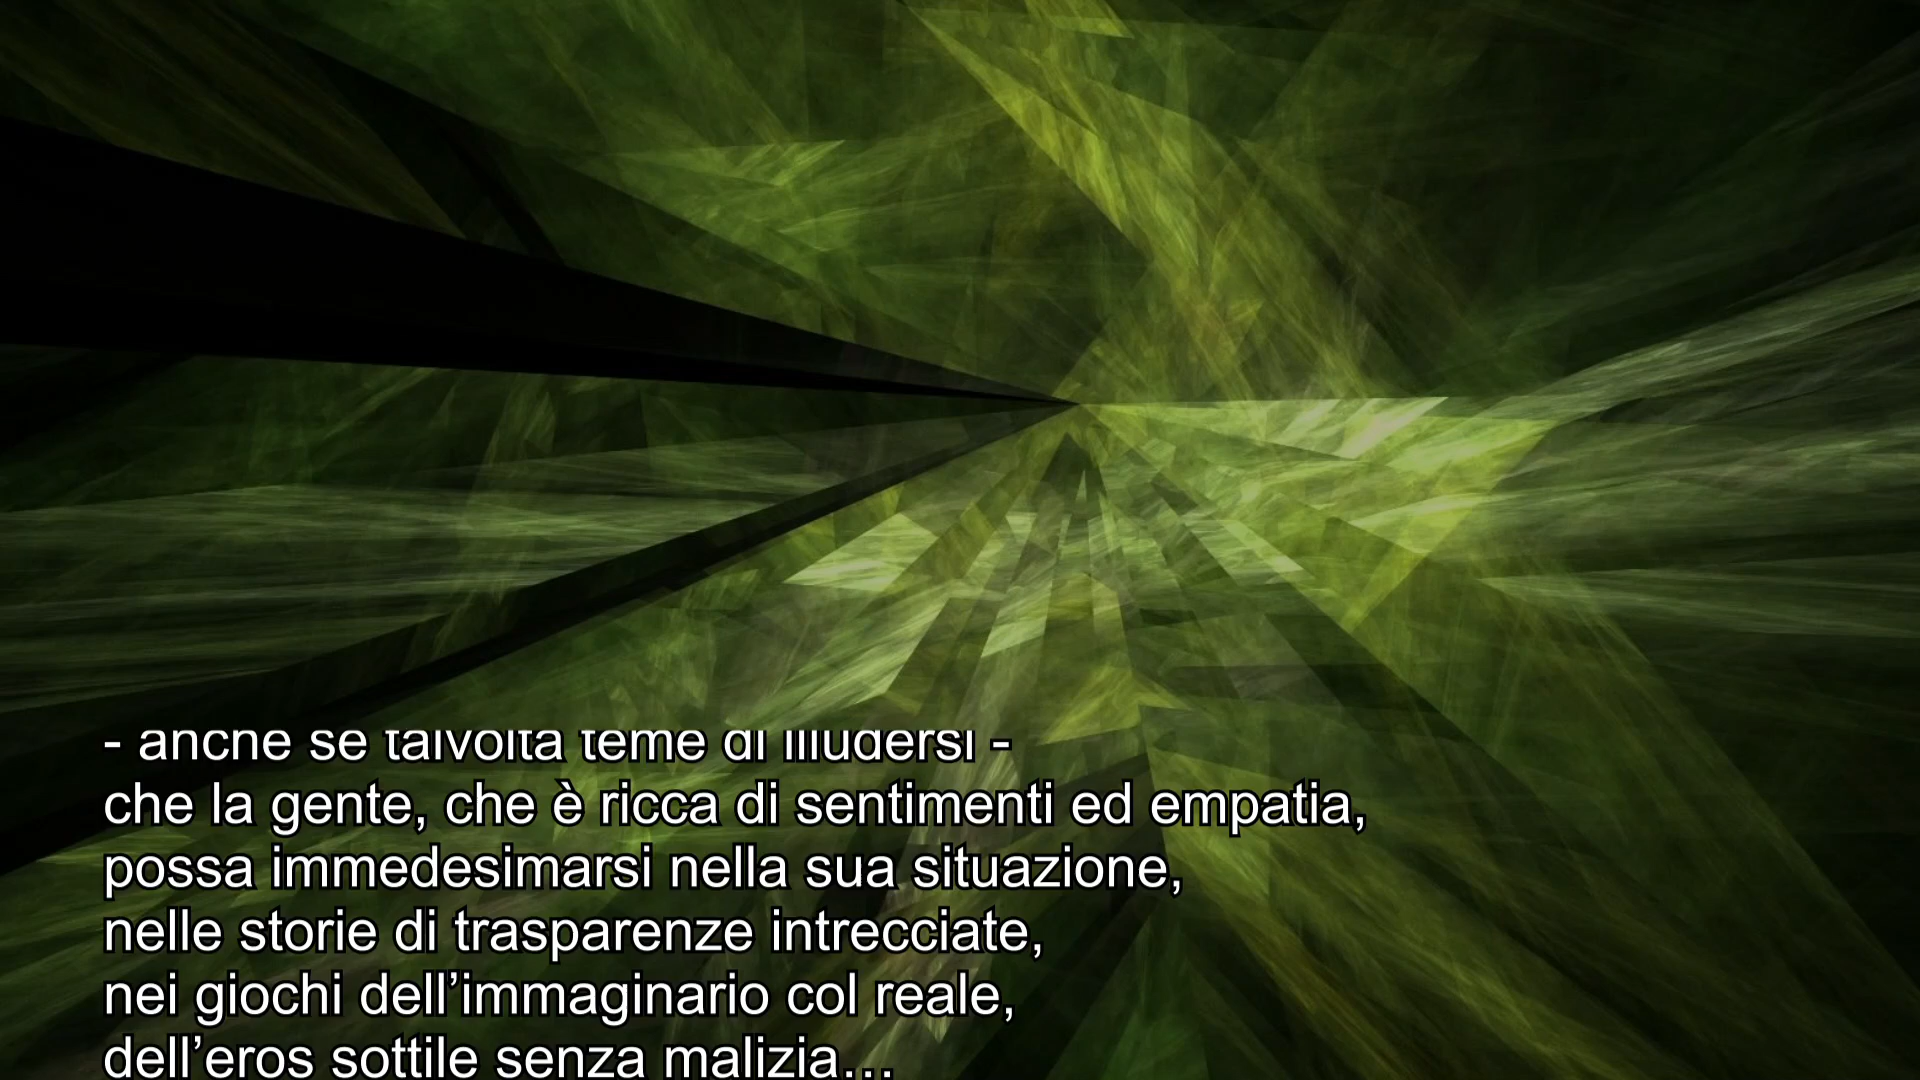 - anche se talvolta teme di illudersi -
che la gente, che è ricca di sentimenti ed empatia,
possa immedesimarsi nella sua situazione,
nelle storie di trasparenze intrecciate,
nei giochi dell’immaginario col reale,
dell’eros sottile senza malizia…